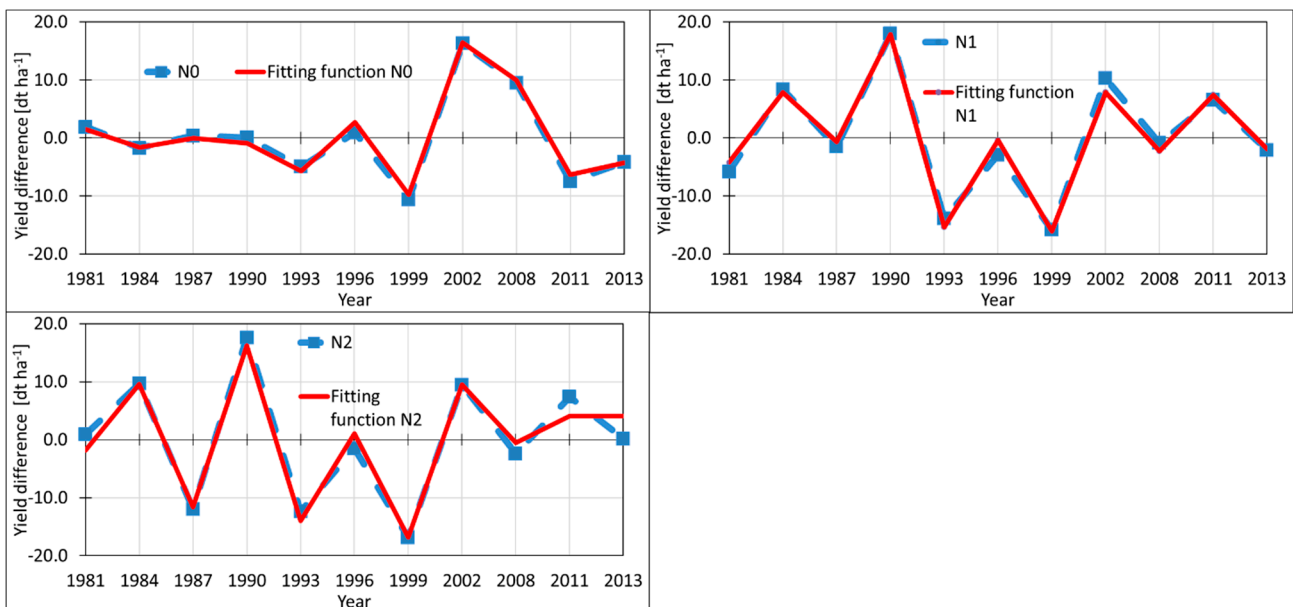 Yield difference [dt ha⁻¹]
20.0
10.0
0.0
-10.0
-20.0
N0 Fitting function N0
1981 1984 1987 1990 1993 1996 1999 2002 2008 2011 2013
Year
Yield difference [dt ha⁻¹]
20.0
10.0
0.0
-10.0
-20.0
N1
Fitting function
N1
1981 1984 1987 1990 1993 1996 1999 2002 2008 2011 2013
Year
Yield difference [dt ha⁻¹]
20.0
10.0
0.0
-10.0
-20.0
N2
Fitting
function N2
1981 1984 1987 1990 1993 1996 1999 2002 2008 2011 2013
Year